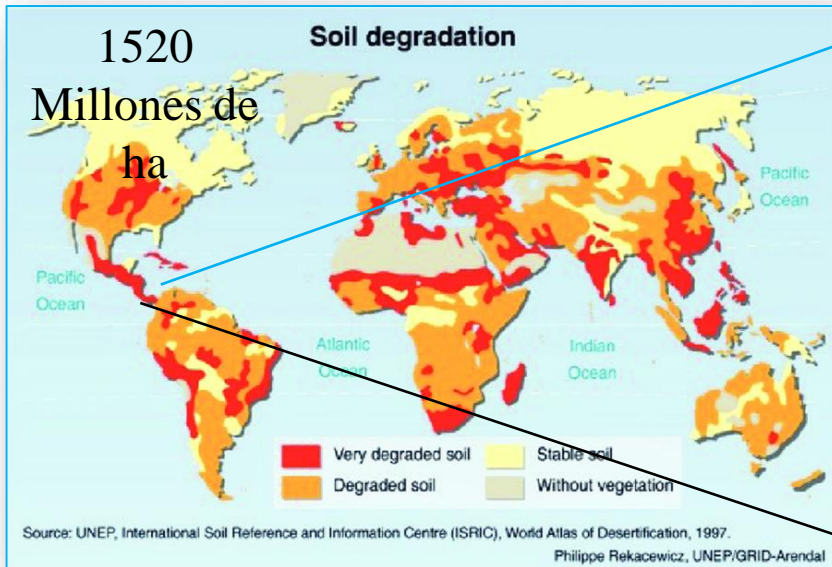 1520
Millones de
ha
Soil degradation
Pacific
Ocean
Pacific
Ocean
Atlantic
Ocean
Indian
Ocean
Very degraded soil
Stable soil
Degraded soil
Without vegetation
Source: UNEP, International Soil Reference and Information Centre (ISRIC), World Atlas of Desertification, 1997.
Philippe Rekacewicz, UNEP/GRID-Arendal